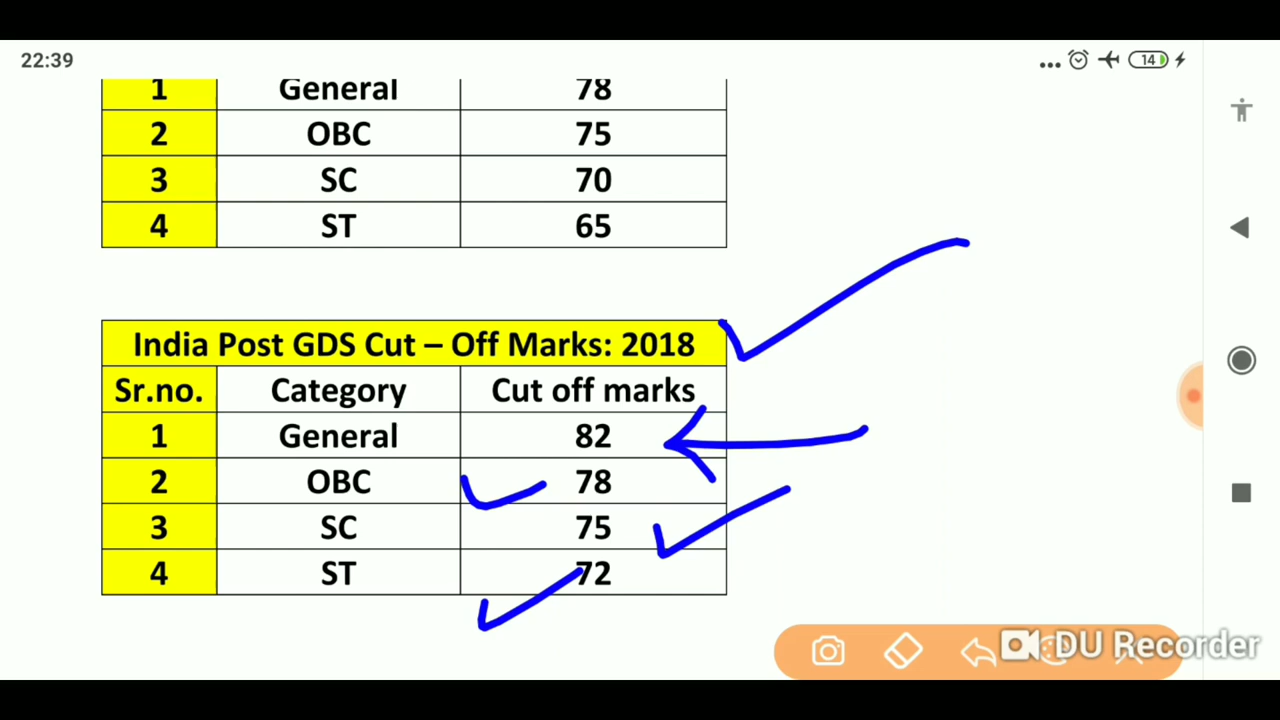 22:39
14
1 General 78
2 OBC 75
3 SC 70
4 ST 65
India Post GDS Cut – Off Marks: 2018
Sr.no. Category Cut off marks
1 General 82
2 OBC 78
3 SC 75
4 ST 72
DU Recorder